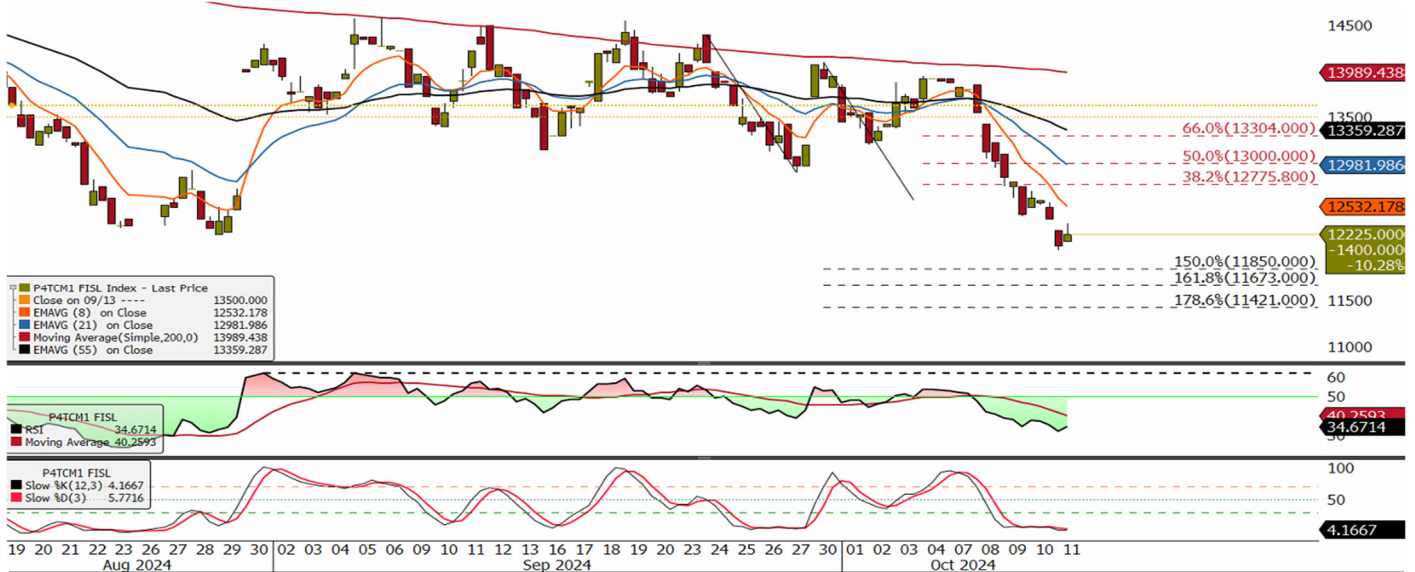 14500
13989.438
13500
66.0%(13304.000)
13359.287
50.0%(13000.000)
12981.986
38.2%(12775.800)
12532.178
12225.000
-1400.000
-10.28%
150.0%(11850.000)
161.8%(11673.000)
11500
178.6%(11421.000)
11000
P4TCM1 FISL Index - Last Price
Close on 09/13 ---- 13500.000
EMAVG (8) on Close 12532.178
EMAVG (21) on Close 12981.986
Moving Average(Simple,200,0) 13989.438
EMAVG (55) on Close 13359.287
60
50
40.2593
34.6714
30
P4TCM1 FISL
RSI 34.6714
Moving Average 40.2593
P4TCM1 FISL
Slow %K(12,3) 4.1667
Slow %D(3) 5.7716
100
50
4.1667
19 20 21 22 23 26 27 28 29 30 02 03 04 05 06 09 10 11 12 13 16 17 18 19 20 23 24 25 26 27 30 01 02 03 04 07 08 09 10 11
Aug 2024 Sep 2024 Oct 2024